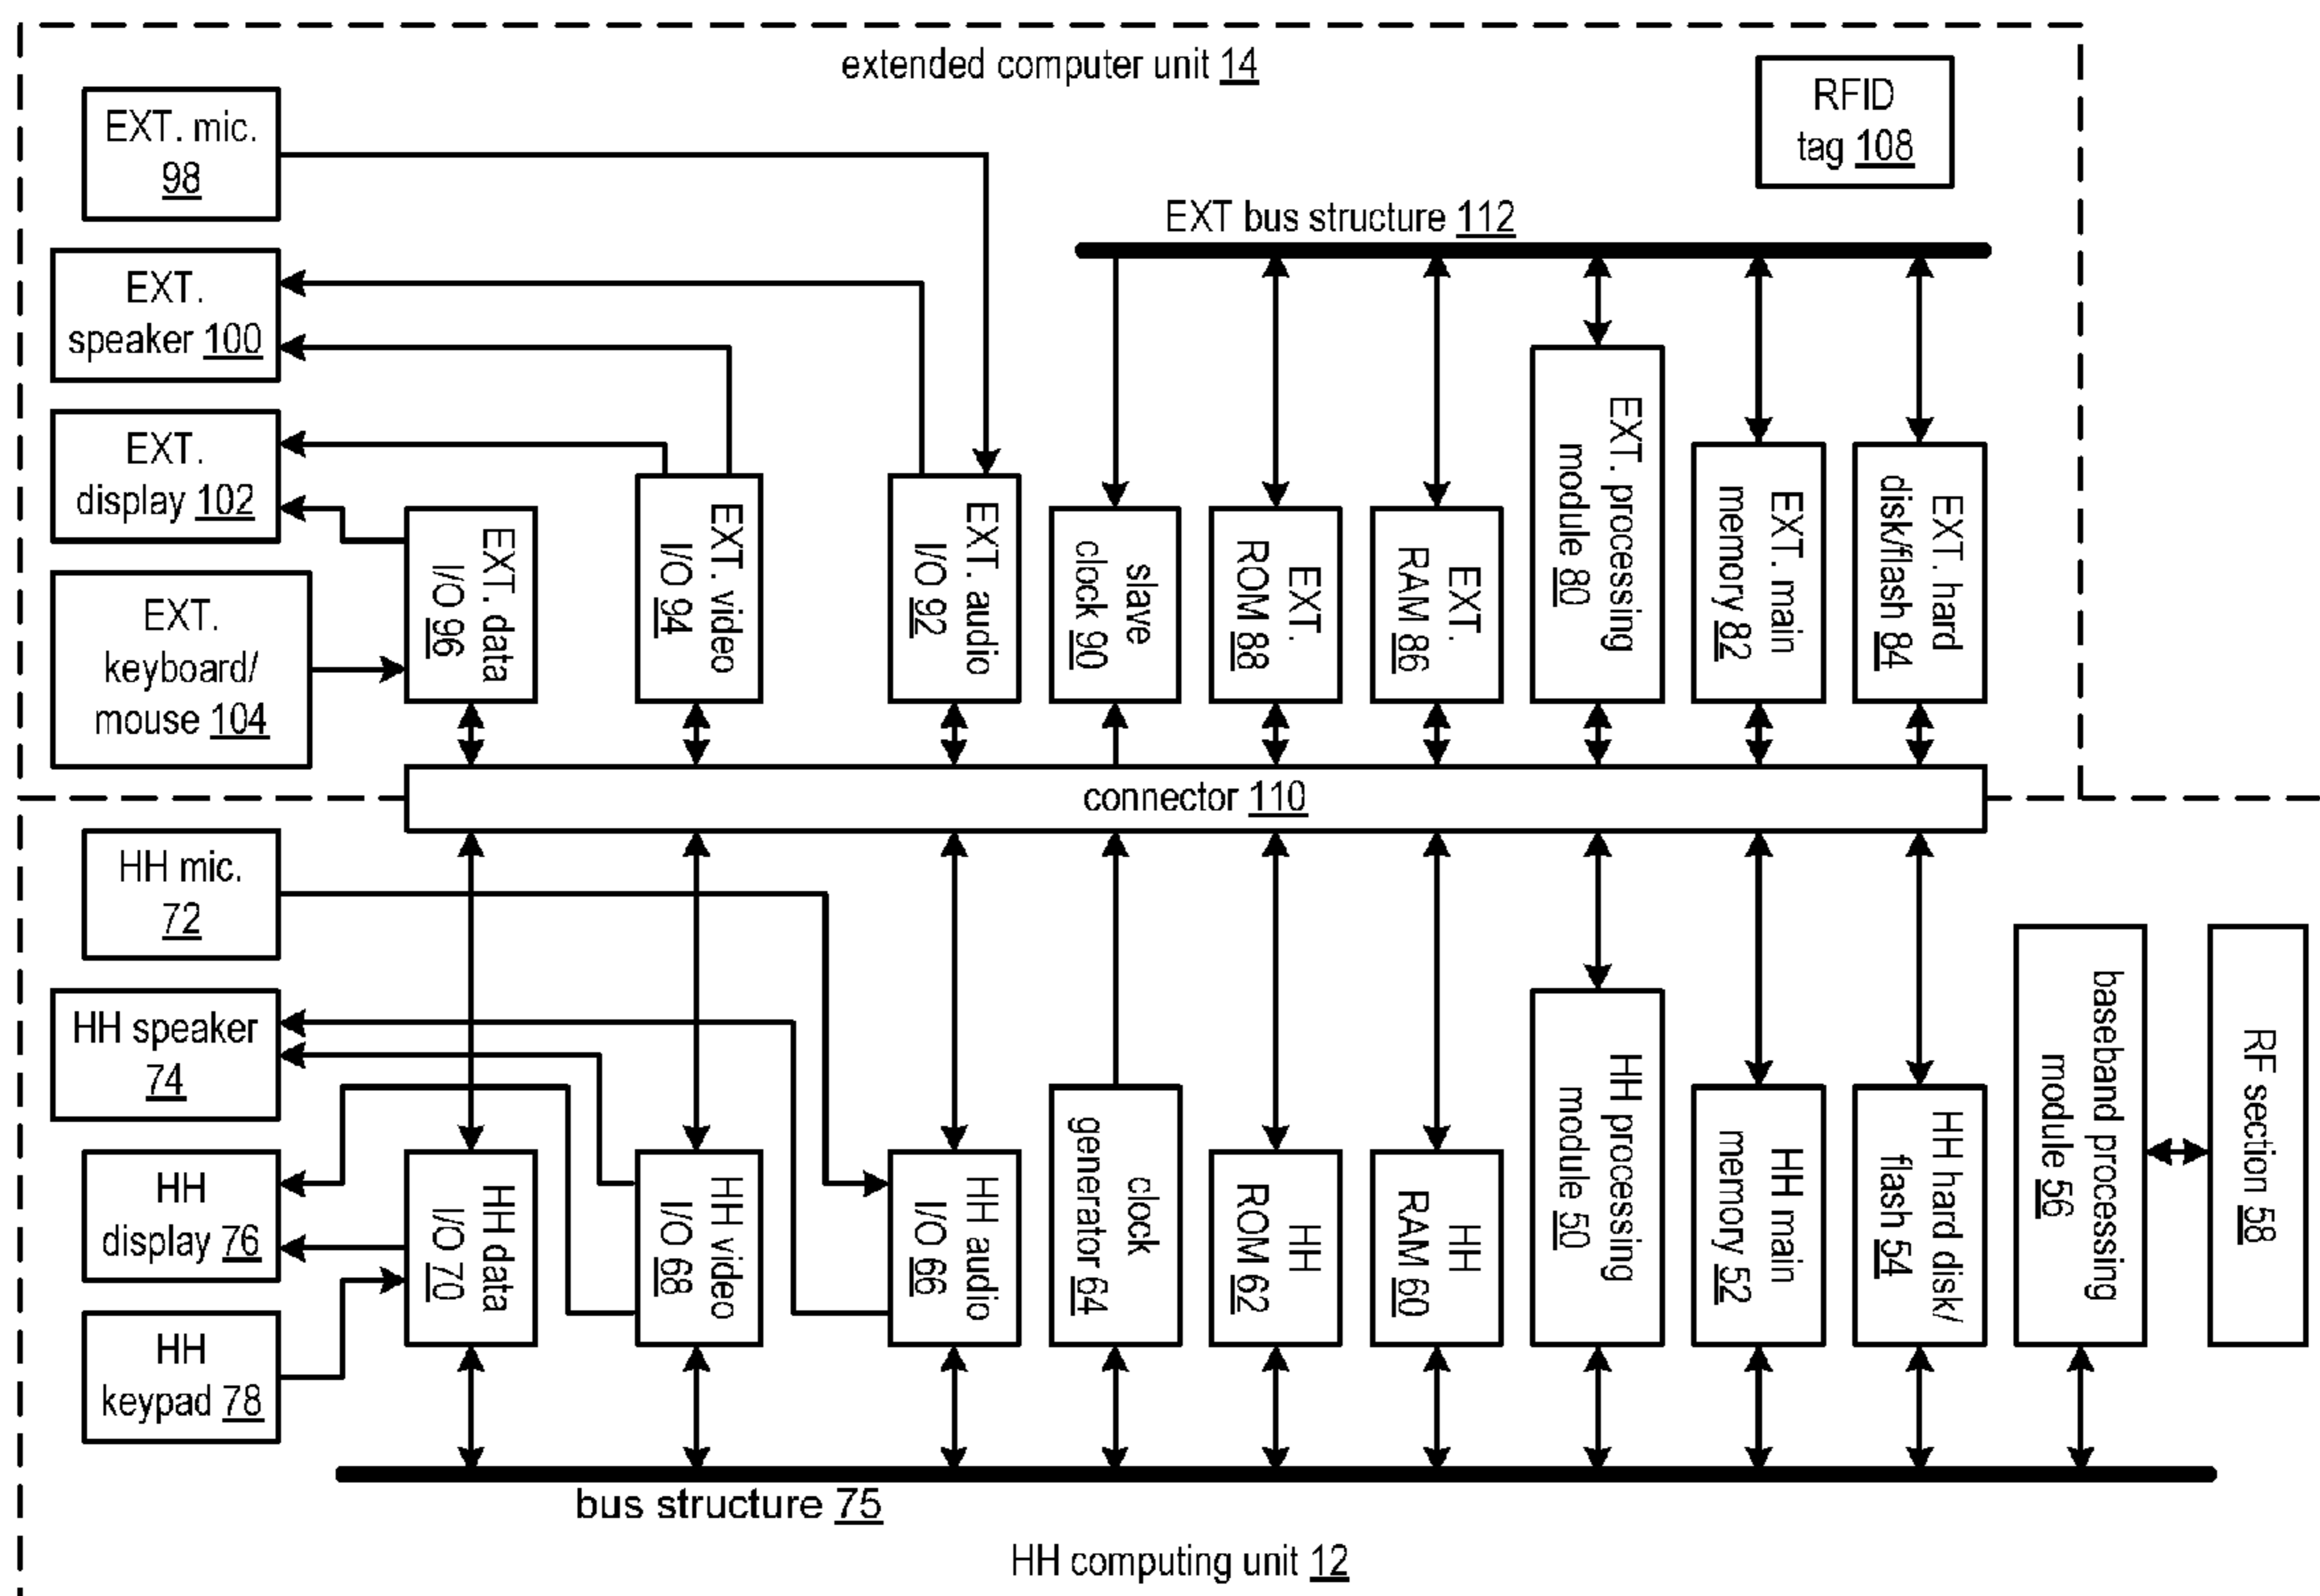 extended computer unit 14
RFID
tag 108
EXT. mic.
98
EXT bus structure 112
EXT.
speaker 100
EXT.
display 102
EXT.
keyboard/
mouse 104
EXT. data
I/O 96
EXT. video
I/O 94
EXT. audio
I/O 92
slave
clock 90
EXT.
ROM 88
EXT.
RAM 86
EXT. processing
module 80
EXT. main
memory 82
EXT. hard
disk/flash 84
connector 110
HH mic.
72
HH speaker
74
HH
display 76
HH
keypad 78
HH data
I/O 70
HH video
I/O 68
HH audio
I/O 66
clock
generator 64
HH
ROM 62
HH
RAM 60
HH processing
module 50
HH main
memory 52
HH hard disk/
flash 54
baseband processing
module 56
RF section 58
bus structure 75
HH computing unit 12